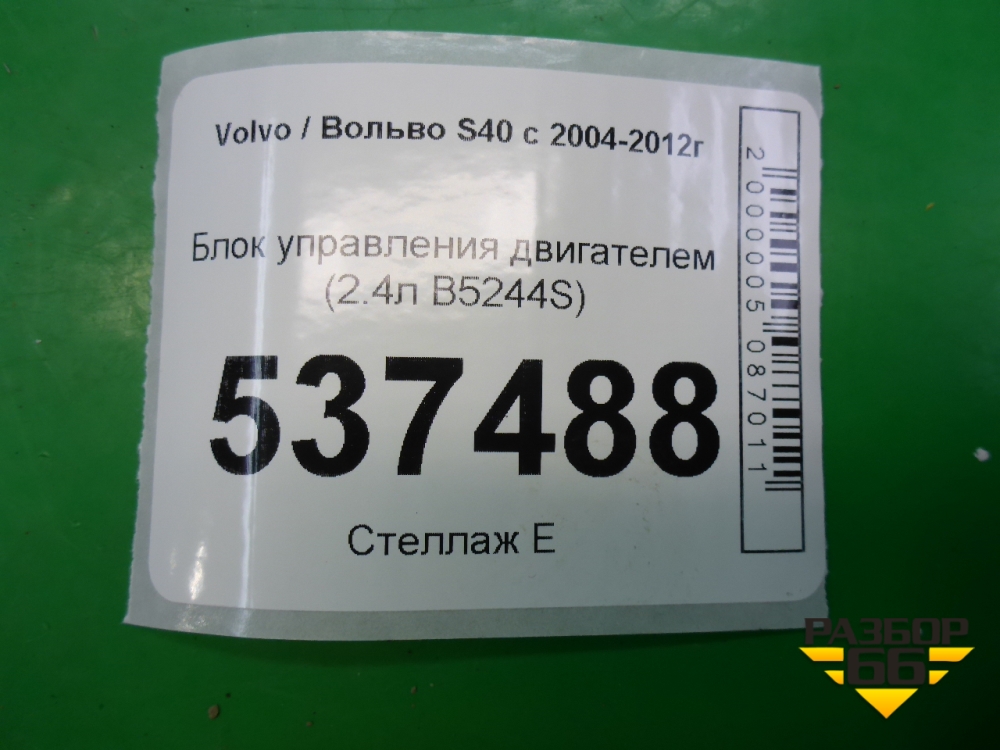 Volvo / Вольво S40 с 2004-2012г
Блок управления двигателем
(2.4л B5244S)
537488
Стеллаж Е
2000005087011
РАЗБОР
66